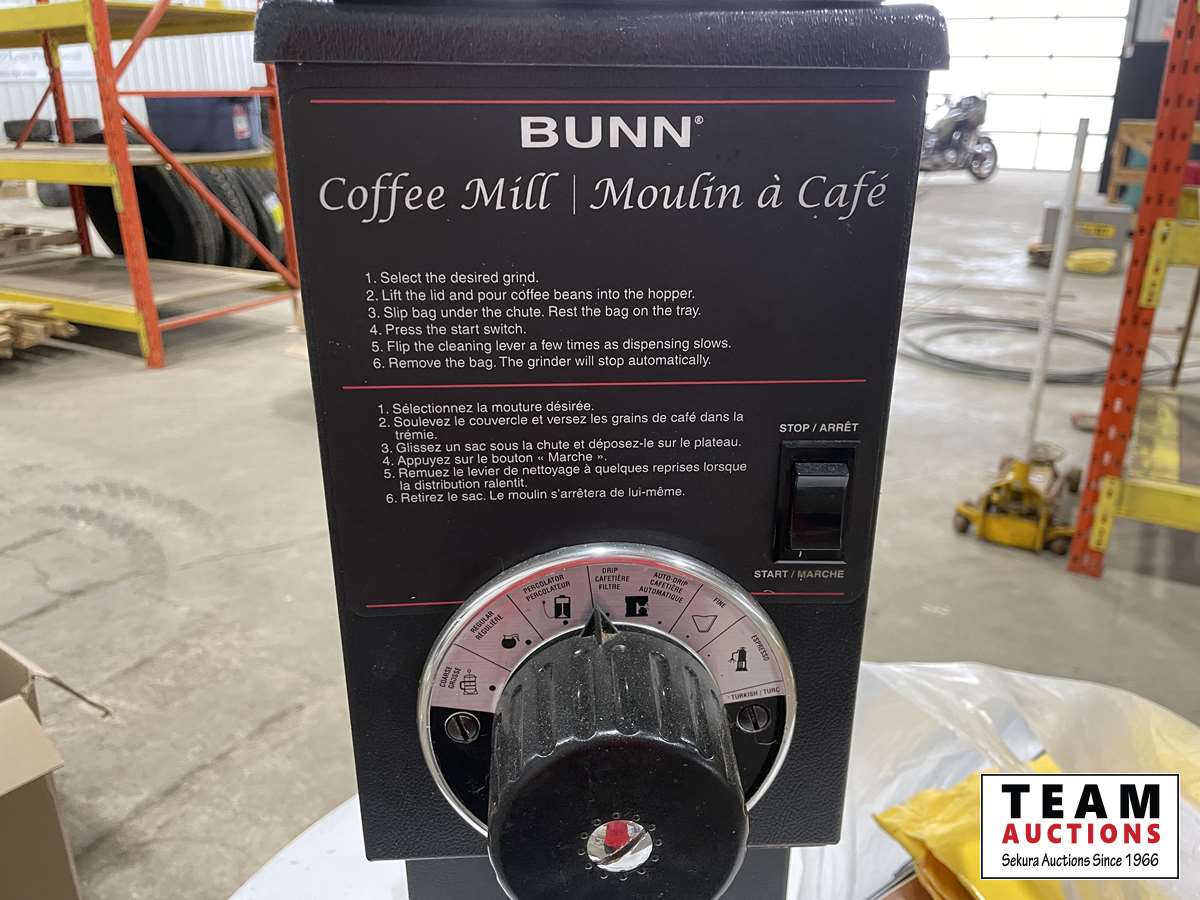 BUNN®
Coffee Mill | Moulin à Café
1. Select the desired grind.
2. Lift the lid and pour coffee beans into the hopper.
3. Slip bag under the chute. Rest the bag on the tray.
4. Press the start switch.
5. Flip the cleaning lever a few times as dispensing slows.
6. Remove the bag. The grinder will stop automatically.
1. Sélectionnez la mouture désirée.
2. Soulevez le couvercle et versez les grains de café dans la
trémie.
3. Glissez un sac sous la chute et déposez-le sur le plateau.
4. Appuyez sur le bouton « Marche ».
5. Remuez le levier de nettoyage à quelques reprises lorsque
la distribution ralentit.
6. Retirez le sac. Le moulin s'arrêtera de lui-même.
STOP / ARRÊT
START / MARCHE
COARSE
GROSSE
REGULAR
RÉGULIÈRE
PERCOLATOR
PERCOLATEUR
DRIP
CAFETIÈRE
FILTRE
AUTO-DRIP
CAFETIÈRE
AUTOMATIQUE
FINE
ESPRESSO
TURKISH / TURC
TEAM
AUCTIONS
Sekura Auctions Since 1966